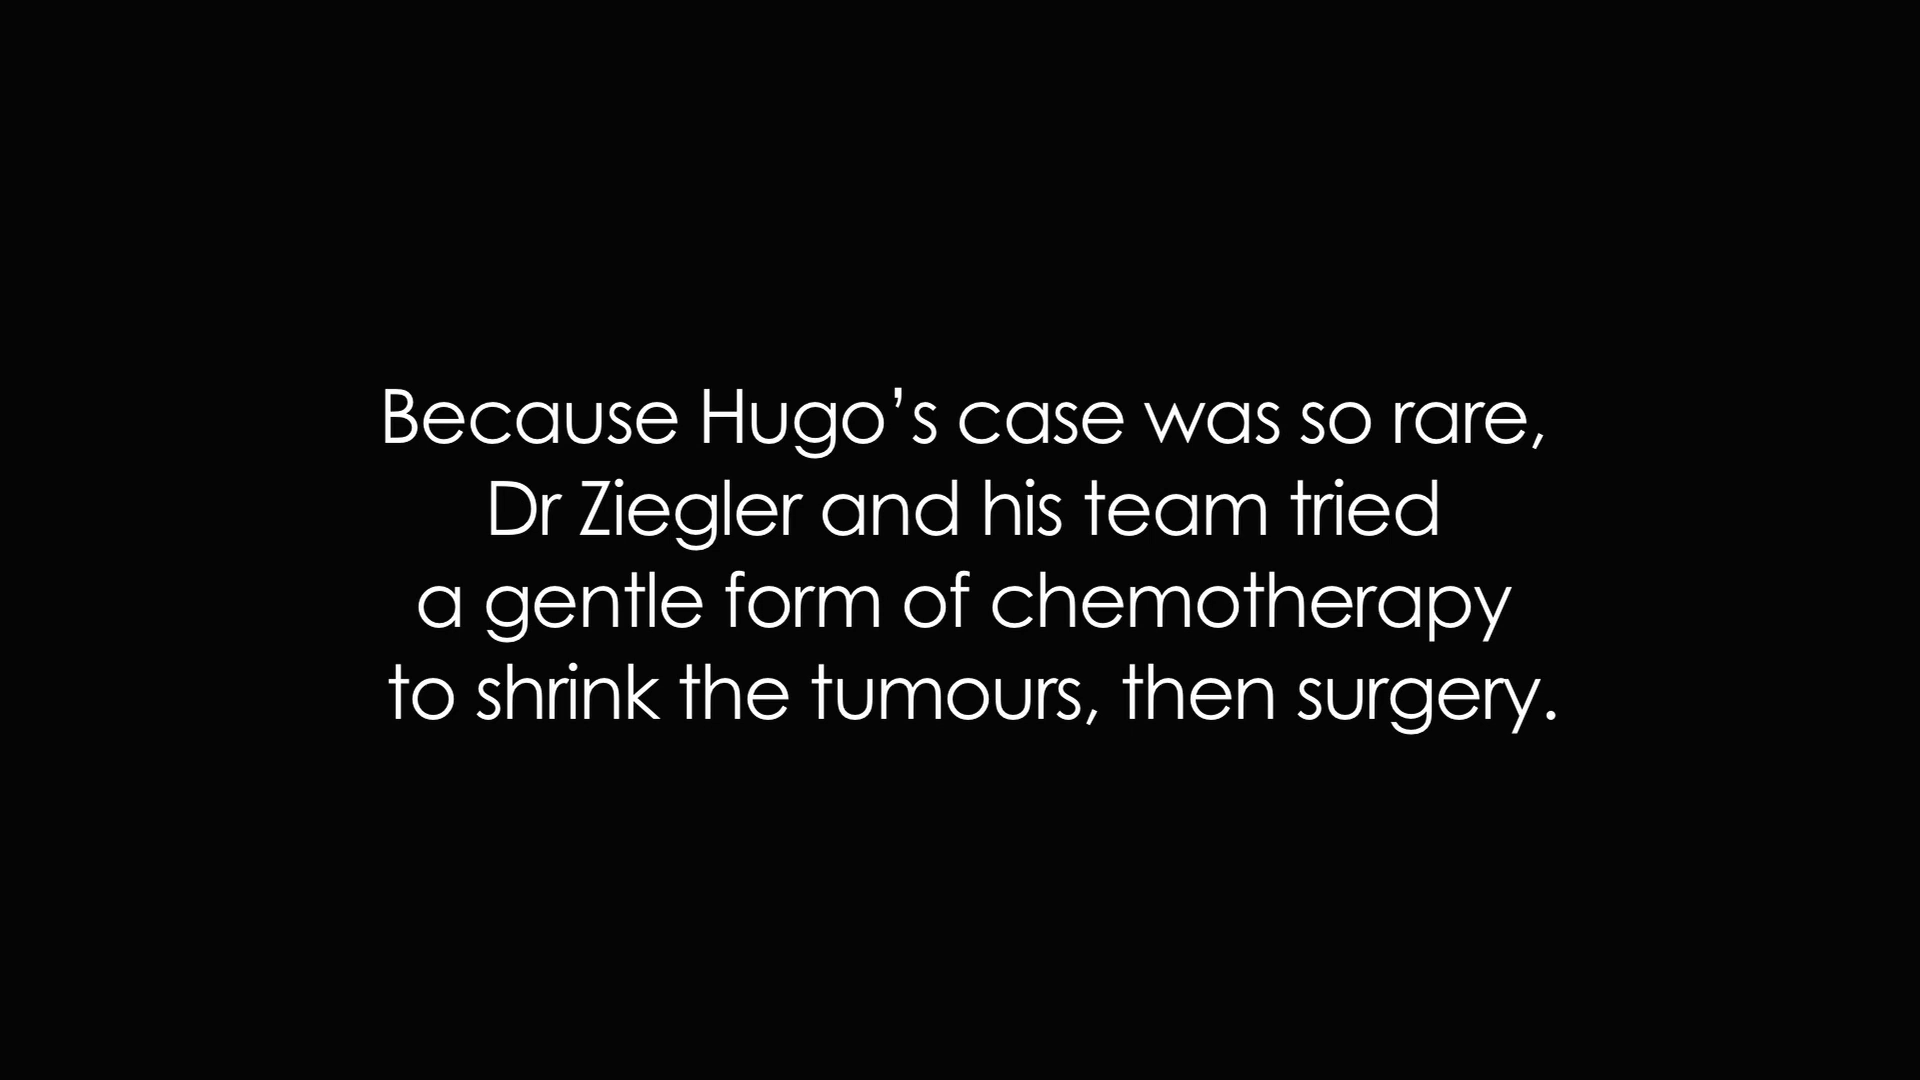 Because Hugo’s case was so rare,
Dr Ziegler and his team tried
a gentle form of chemotherapy
to shrink the tumours, then surgery.